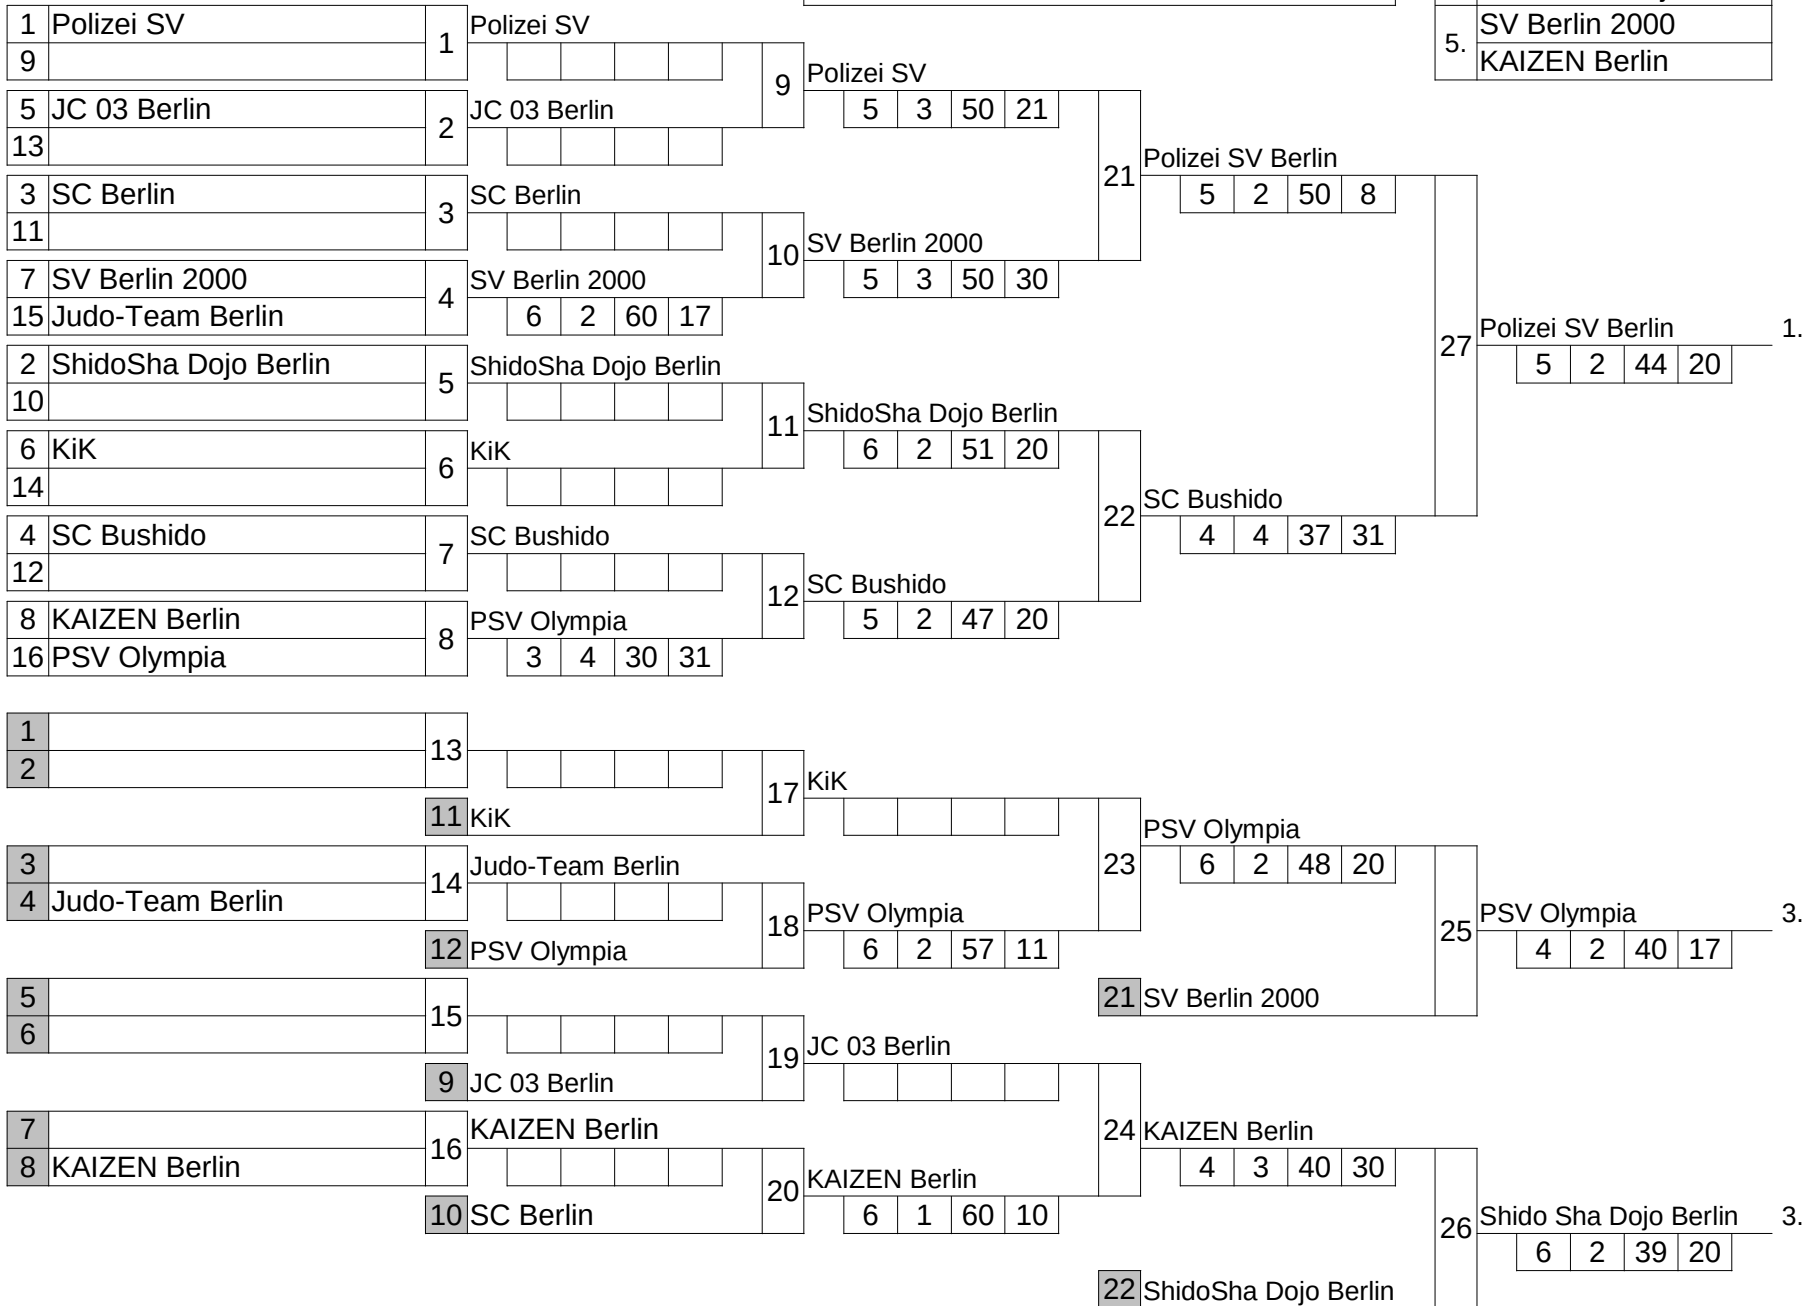 1 Polizei SV
9
1
Polizei SV
5 JC 03 Berlin
13
2
JC 03 Berlin
9
Polizei SV
5 3 50 21
3 SC Berlin
11
3
SC Berlin
7 SV Berlin 2000
15 Judo-Team Berlin
4
SV Berlin 2000
6 2 60 17
10
SV Berlin 2000
5 3 50 30
21
Polizei SV Berlin
5 2 50 8
2 ShidoSha Dojo Berlin
10
5
ShidoSha Dojo Berlin
6 KiK
14
6
KiK
11
ShidoSha Dojo Berlin
6 2 51 20
4 SC Bushido
12
7
SC Bushido
8 KAIZEN Berlin
16 PSV Olympia
8
PSV Olympia
3 4 30 31
12
SC Bushido
5 2 47 20
22
SC Bushido
4 4 37 31
27
Polizei SV Berlin 1.
5 2 44 20
5.
SV Berlin 2000
KAIZEN Berlin
1
2
13
11 KiK
17
KiK
3
4 Judo-Team Berlin
14
Judo-Team Berlin
12 PSV Olympia
18
PSV Olympia
6 2 57 11
23
PSV Olympia
6 2 48 20
21 SV Berlin 2000
25
PSV Olympia 3.
4 2 40 17
5
6
15
9 JC 03 Berlin
19
JC 03 Berlin
7
8 KAIZEN Berlin
16
KAIZEN Berlin
10 SC Berlin
20
KAIZEN Berlin
6 1 60 10
24
KAIZEN Berlin
4 3 40 30
22 ShidoSha Dojo Berlin
26
Shido Sha Dojo Berlin 3.
6 2 39 20